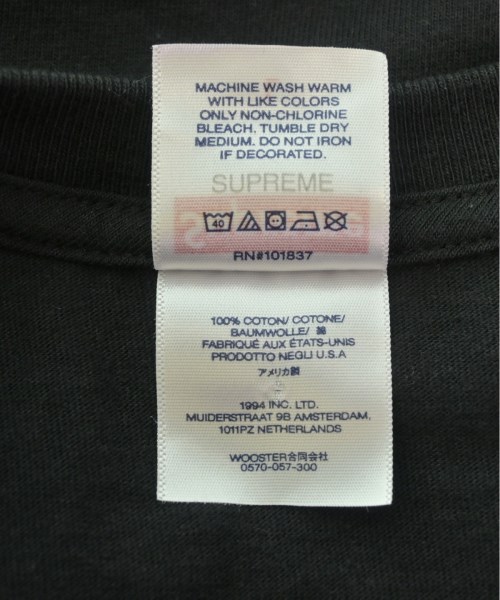 MACHINE WASH WARM
WITH LIKE COLORS
ONLY NON-CHLORINE
BLEACH. TUMBLE DRY
MEDIUM. DO NOT IRON
IF DECORATED.
SUPREME
40
RN#101837
100% COTON/ COTONE/
BAUMWOLLE/ 綿
FABRIQUÉ AUX ÉTATS-UNIS
PRODOTTO NEGLI U.S.A
アメリカ製
1994 INC. LTD.
MUIDERSTRAAT 9B AMSTERDAM,
1011PZ NETHERLANDS
WOOSTER合同会社
0570-057-300